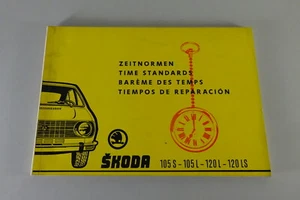 ZEITNORMEN
TIME STANDARDS
BARÈME DES TEMPS
TIEMPOS DE REPARACIÓN
ŠKODA 105 S - 105 L - 120 L - 120 LS